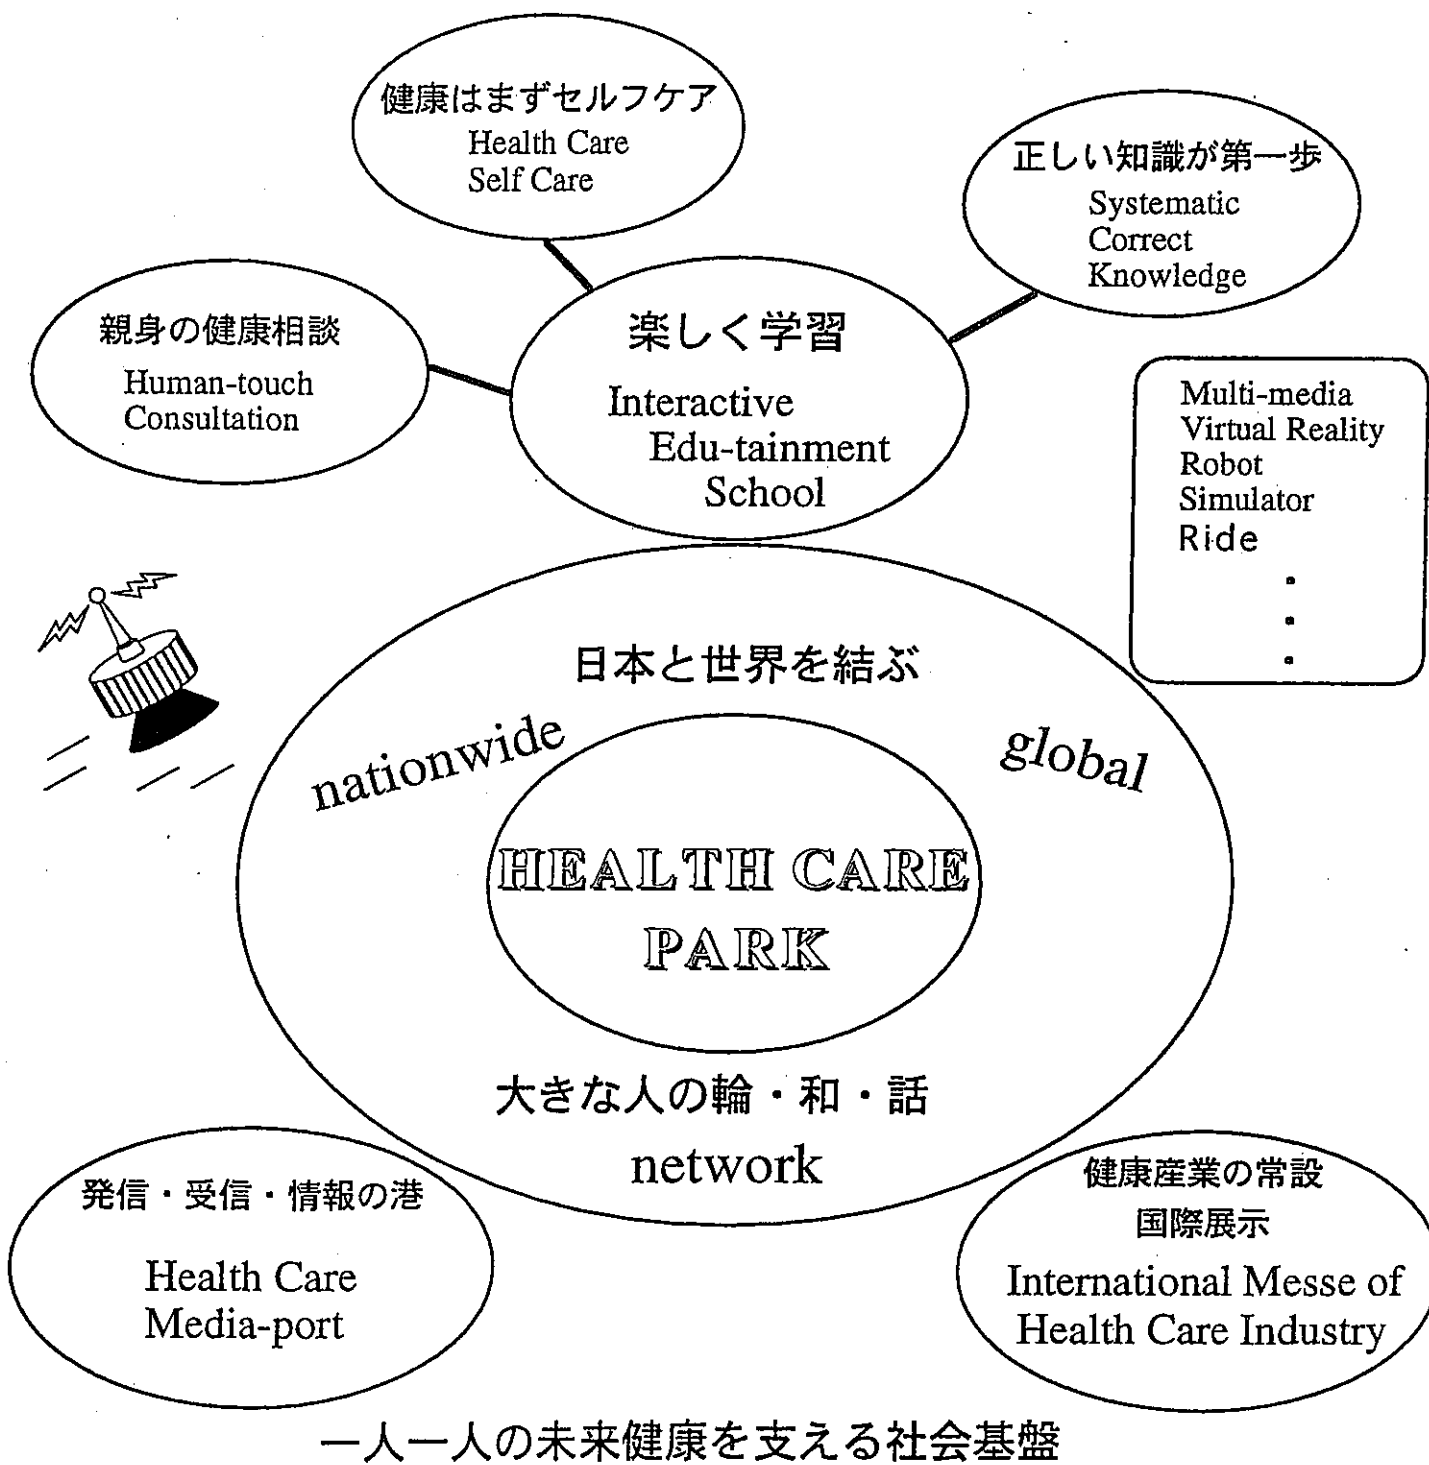 健康はまずセルフケア
Health Care
Self Care
正しい知識が第一歩
Systematic
Correct
Knowledge
親身の健康相談
Human-touch
Consultation
楽しく学習
Interactive
Edu-tainment
School
Multi-media
Virtual Reality
Robot
Simulator
Ride
日本と世界を結ぶ
nationwide
global
HEALTH CARE
PARK
大きな人の輪・和・話
network
発信・受信・情報の港
Health Care
Media-port
健康産業の常設
国際展示
International Messe of
Health Care Industry
一人一人の未来健康を支える社会基盤